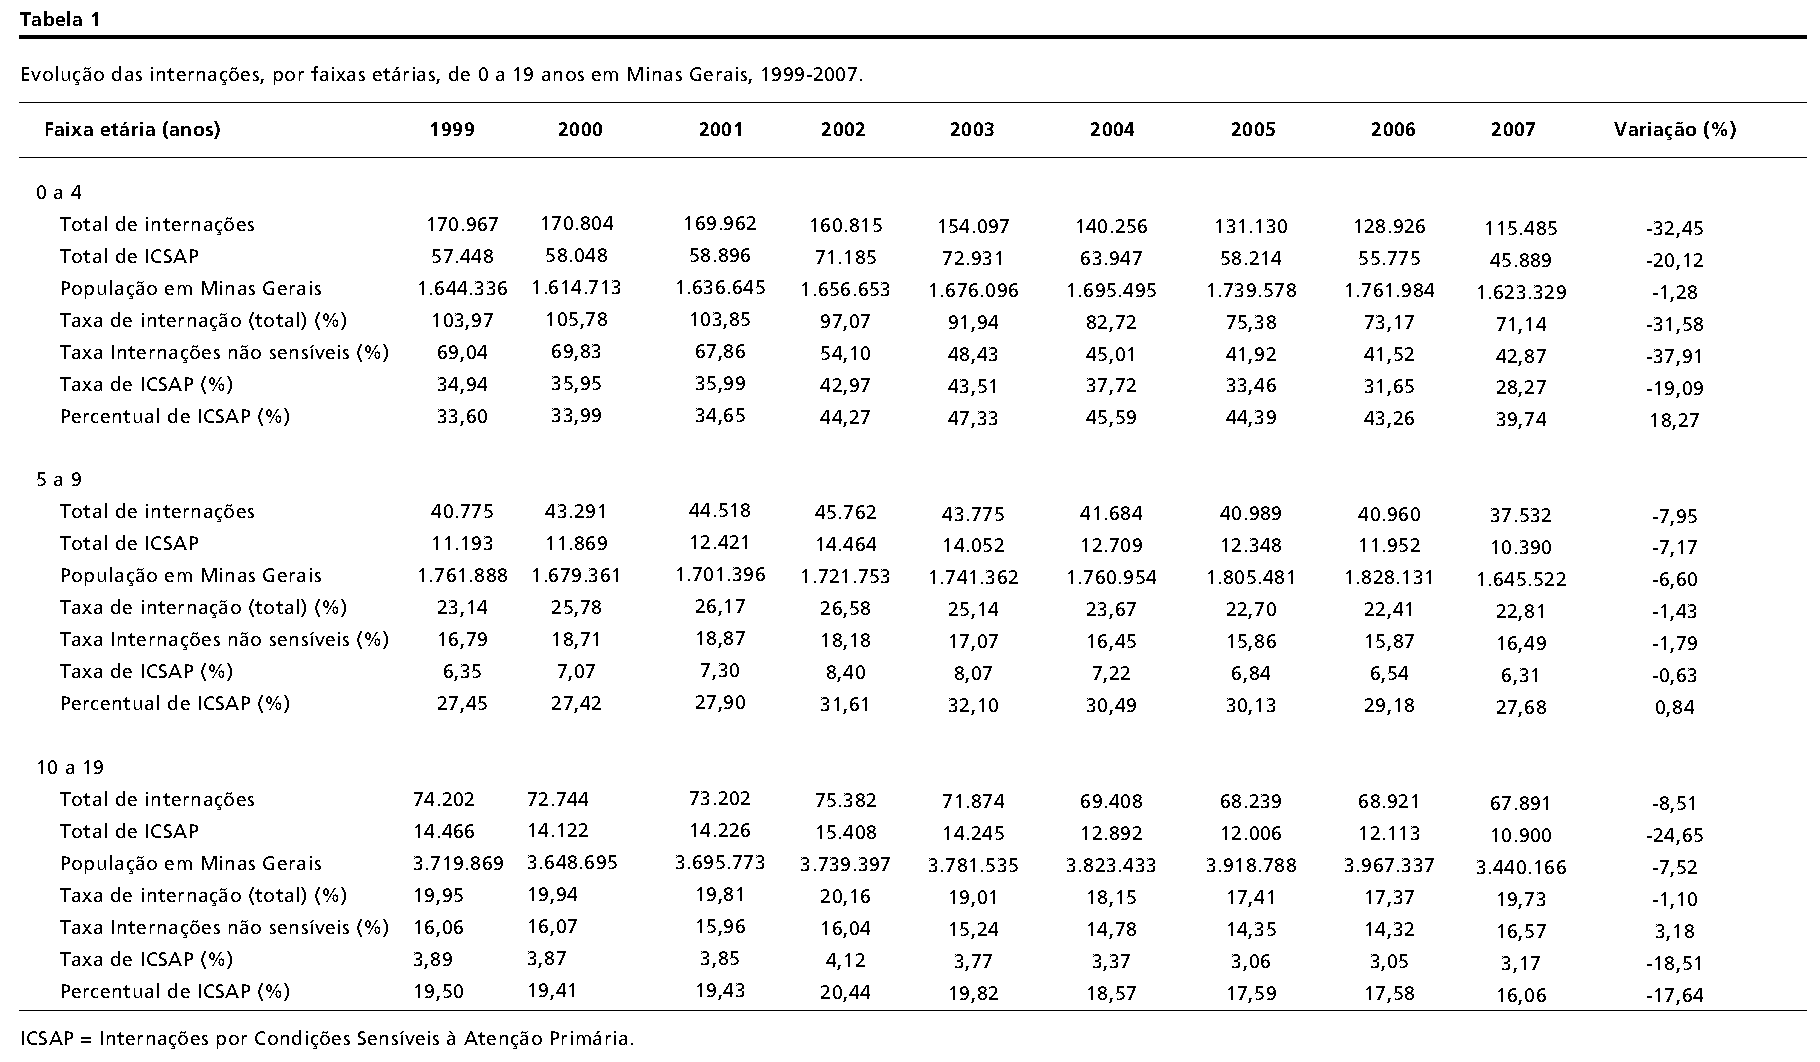 Tabela 1
Evolução das internações, por faixas etárias, de 0 a 19 anos em Minas Gerais, 1999-2007.
Faixa etária (anos) 1999 2000 2001 2002 2003 2004 2005 2006 2007 Variação (%)
0 a 4
Total de internações 170.967 170.804 169.962 160.815 154.097 140.256 131.130 128.926 115.485 -32,45
Total de ICSAP 57.448 58.048 58.896 71.185 72.931 63.947 58.214 55.775 45.889 -20,12
População em Minas Gerais 1.644.336 1.614.713 1.636.645 1.656.653 1.676.096 1.695.495 1.739.578 1.761.984 1.623.329 -1,28
Taxa de internação (total) (%) 103,97 105,78 103,85 97,07 91,94 82,72 75,38 73,17 71,14 -31,58
Taxa Internações não sensíveis (%) 69,04 69,83 67,86 54,10 48,43 45,01 41,92 41,52 42,87 -37,91
Taxa de ICSAP (%) 34,94 35,95 35,99 42,97 43,51 37,72 33,46 31,65 28,27 -19,09
Percentual de ICSAP (%) 33,60 33,99 34,65 44,27 47,33 45,59 44,39 43,26 39,74 18,27
5 a 9
Total de internações 40.775 43.291 44.518 45.762 43.775 41.684 40.989 40.960 37.532 -7,95
Total de ICSAP 11.193 11.869 12.421 14.464 14.052 12.709 12.348 11.952 10.390 -7,17
População em Minas Gerais 1.761.888 1.679.361 1.701.396 1.721.753 1.741.362 1.760.954 1.805.481 1.828.131 1.645.522 -6,60
Taxa de internação (total) (%) 23,14 25,78 26,17 26,58 25,14 23,67 22,70 22,41 22,81 -1,43
Taxa Internações não sensíveis (%) 16,79 18,71 18,87 18,18 17,07 16,45 15,86 15,87 16,49 -1,79
Taxa de ICSAP (%) 6,35 7,07 7,30 8,40 8,07 7,22 6,84 6,54 6,31 -0,63
Percentual de ICSAP (%) 27,45 27,42 27,90 31,61 32,10 30,49 30,13 29,18 27,68 0,84
10 a 19
Total de internações 74.202 72.744 73.202 75.382 71.874 69.408 68.239 68.921 67.891 -8,51
Total de ICSAP 14.466 14.122 14.226 15.408 14.245 12.892 12.006 12.113 10.900 -24,65
População em Minas Gerais 3.719.869 3.648.695 3.695.773 3.739.397 3.781.535 3.823.433 3.918.788 3.967.337 3.440.166 -7,52
Taxa de internação (total) (%) 19,95 19,94 19,81 20,16 19,01 18,15 17,41 17,37 19,73 -1,10
Taxa Internações não sensíveis (%) 16,06 16,07 15,96 16,04 15,24 14,78 14,35 14,32 16,57 3,18
Taxa de ICSAP (%) 3,89 3,87 3,85 4,12 3,77 3,37 3,06 3,05 3,17 -18,51
Percentual de ICSAP (%) 19,50 19,41 19,43 20,44 19,82 18,57 17,59 17,58 16,06 -17,64
ICSAP = Internações por Condições Sensíveis à Atenção Primária.